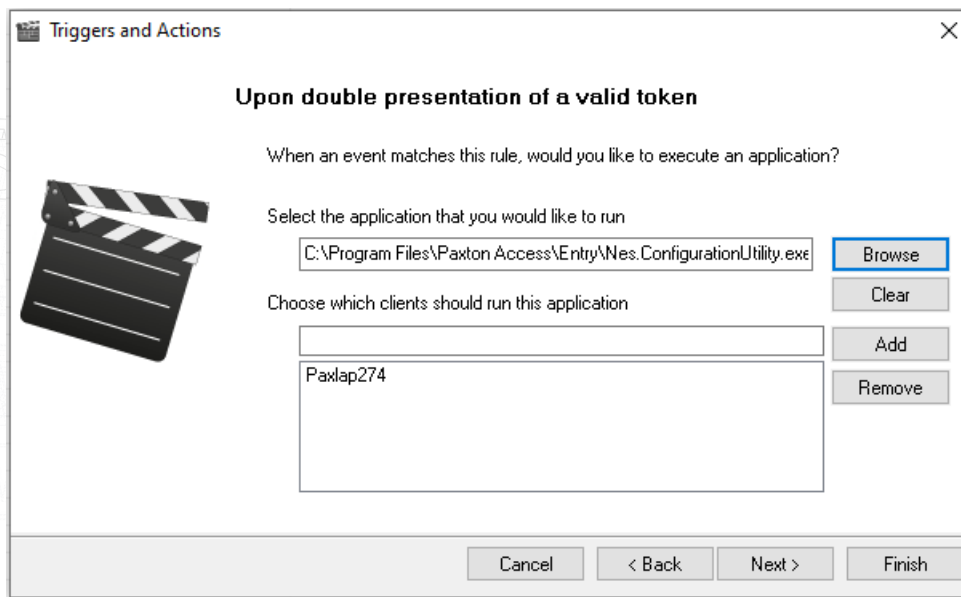 Triggers and Actions
Upon double presentation of a valid token
When an event matches this rule, would you like to execute an application?
Select the application that you would like to run
C:\Program Files\Paxton Access\Entry\Nes.ConfigurationUtility.exe
Browse
Clear
Choose which clients should run this application
Add
Paxlap274
Remove
Cancel
< Back
Next >
Finish